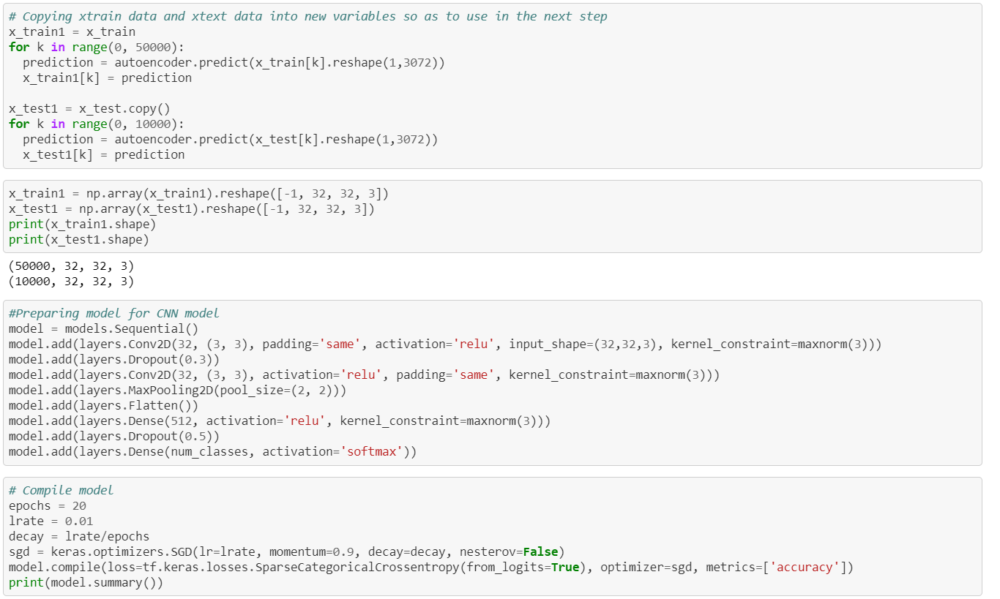 # Copying xtrain data and xtext data into new variables so as to use in the next step
x_train1 = x_train
for k in range(0, 50000):
  prediction = autoencoder.predict(x_train[k].reshape(1,3072))
  x_train1[k] = prediction

x_test1 = x_test.copy()
for k in range(0, 10000):
  prediction = autoencoder.predict(x_test[k].reshape(1,3072))
  x_test1[k] = prediction

x_train1 = np.array(x_train1).reshape([-1, 32, 32, 3])
x_test1 = np.array(x_test1).reshape([-1, 32, 32, 3])
print(x_train1.shape)
print(x_test1.shape)

(50000, 32, 32, 3)
(10000, 32, 32, 3)

#Preparing model for CNN model
model = models.Sequential()
model.add(layers.Conv2D(32, (3, 3), padding='same', activation='relu', input_shape=(32,32,3), kernel_constraint=maxnorm(3)))
model.add(layers.Dropout(0.3))
model.add(layers.Conv2D(32, (3, 3), activation='relu', padding='same', kernel_constraint=maxnorm(3)))
model.add(layers.MaxPooling2D(pool_size=(2, 2)))
model.add(layers.Flatten())
model.add(layers.Dense(512, activation='relu', kernel_constraint=maxnorm(3)))
model.add(layers.Dropout(0.5))
model.add(layers.Dense(num_classes, activation='softmax'))

# Compile model
epochs = 20
lrate = 0.01
decay = lrate/epochs
sgd = keras.optimizers.SGD(lr=lrate, momentum=0.9, decay=decay, nesterov=False)
model.compile(loss=tf.keras.losses.SparseCategoricalCrossentropy(from_logits=True), optimizer=sgd, metrics=['accuracy'])
print(model.summary())